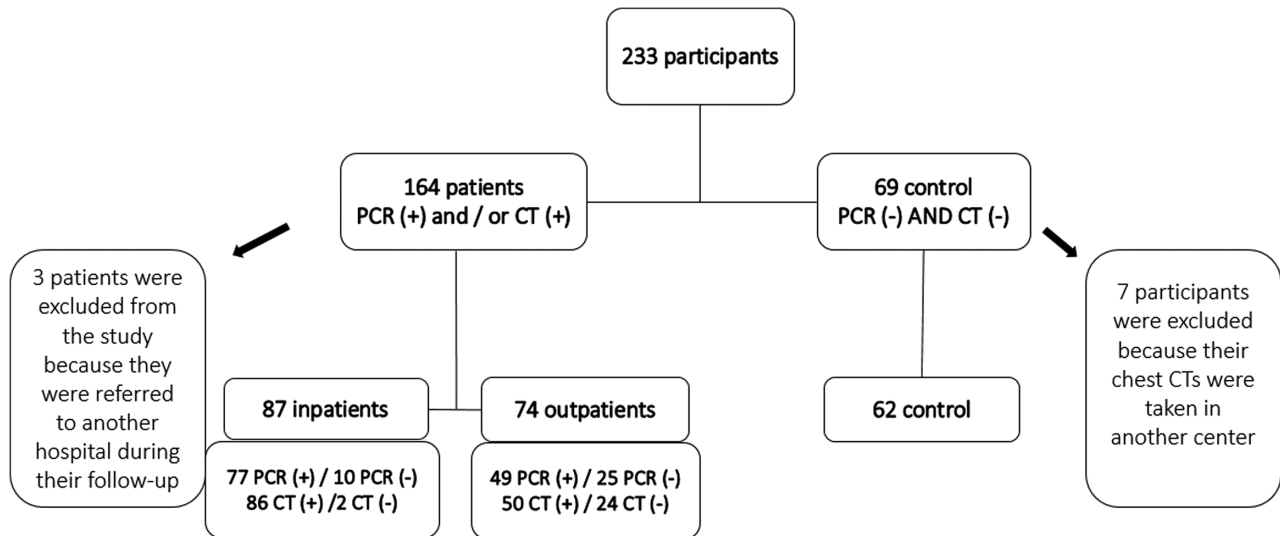 233 participants
164 patients
PCR (+) and / or CT (+)
69 control
PCR (-) AND CT (-)
3 patients were
excluded from
the study
because they
were referred
to another
hospital during
their follow-up
7 participants
were excluded
because their
chest CTs were
taken in
another center
87 inpatients
74 outpatients
62 control
77 PCR (+) / 10 PCR (-)
86 CT (+) /2 CT (-)
49 PCR (+) / 25 PCR (-)
50 CT (+) / 24 CT (-)